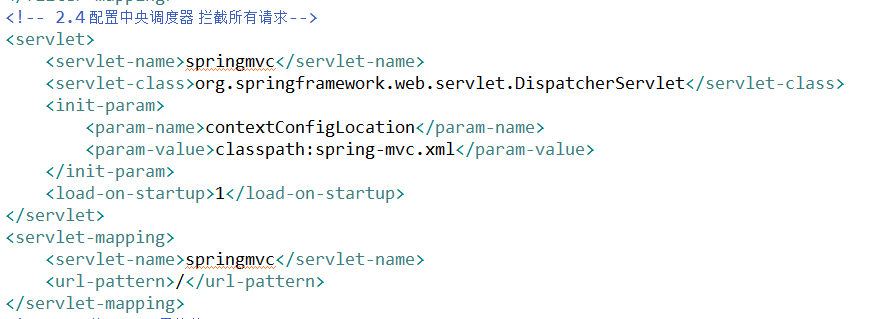 <!-- 2.4配置中央调度器 拦截所有请求-->
<servlet>
<servlet-name>springmvc</servlet-name>
<servlet-class>org.springframework.web.servlet.DispatcherServlet</servlet-class>
<init-param>
<param-name>contextConfigLocation</param-name>
<param-value>classpath:spring-mvc.xml</param-value>
</init-param>
<load-on-startup>1</load-on-startup>
</servlet>
<servlet-mapping>
<servlet-name>springmvc</servlet-name>
<url-pattern>/</url-pattern>
</servlet-mapping>